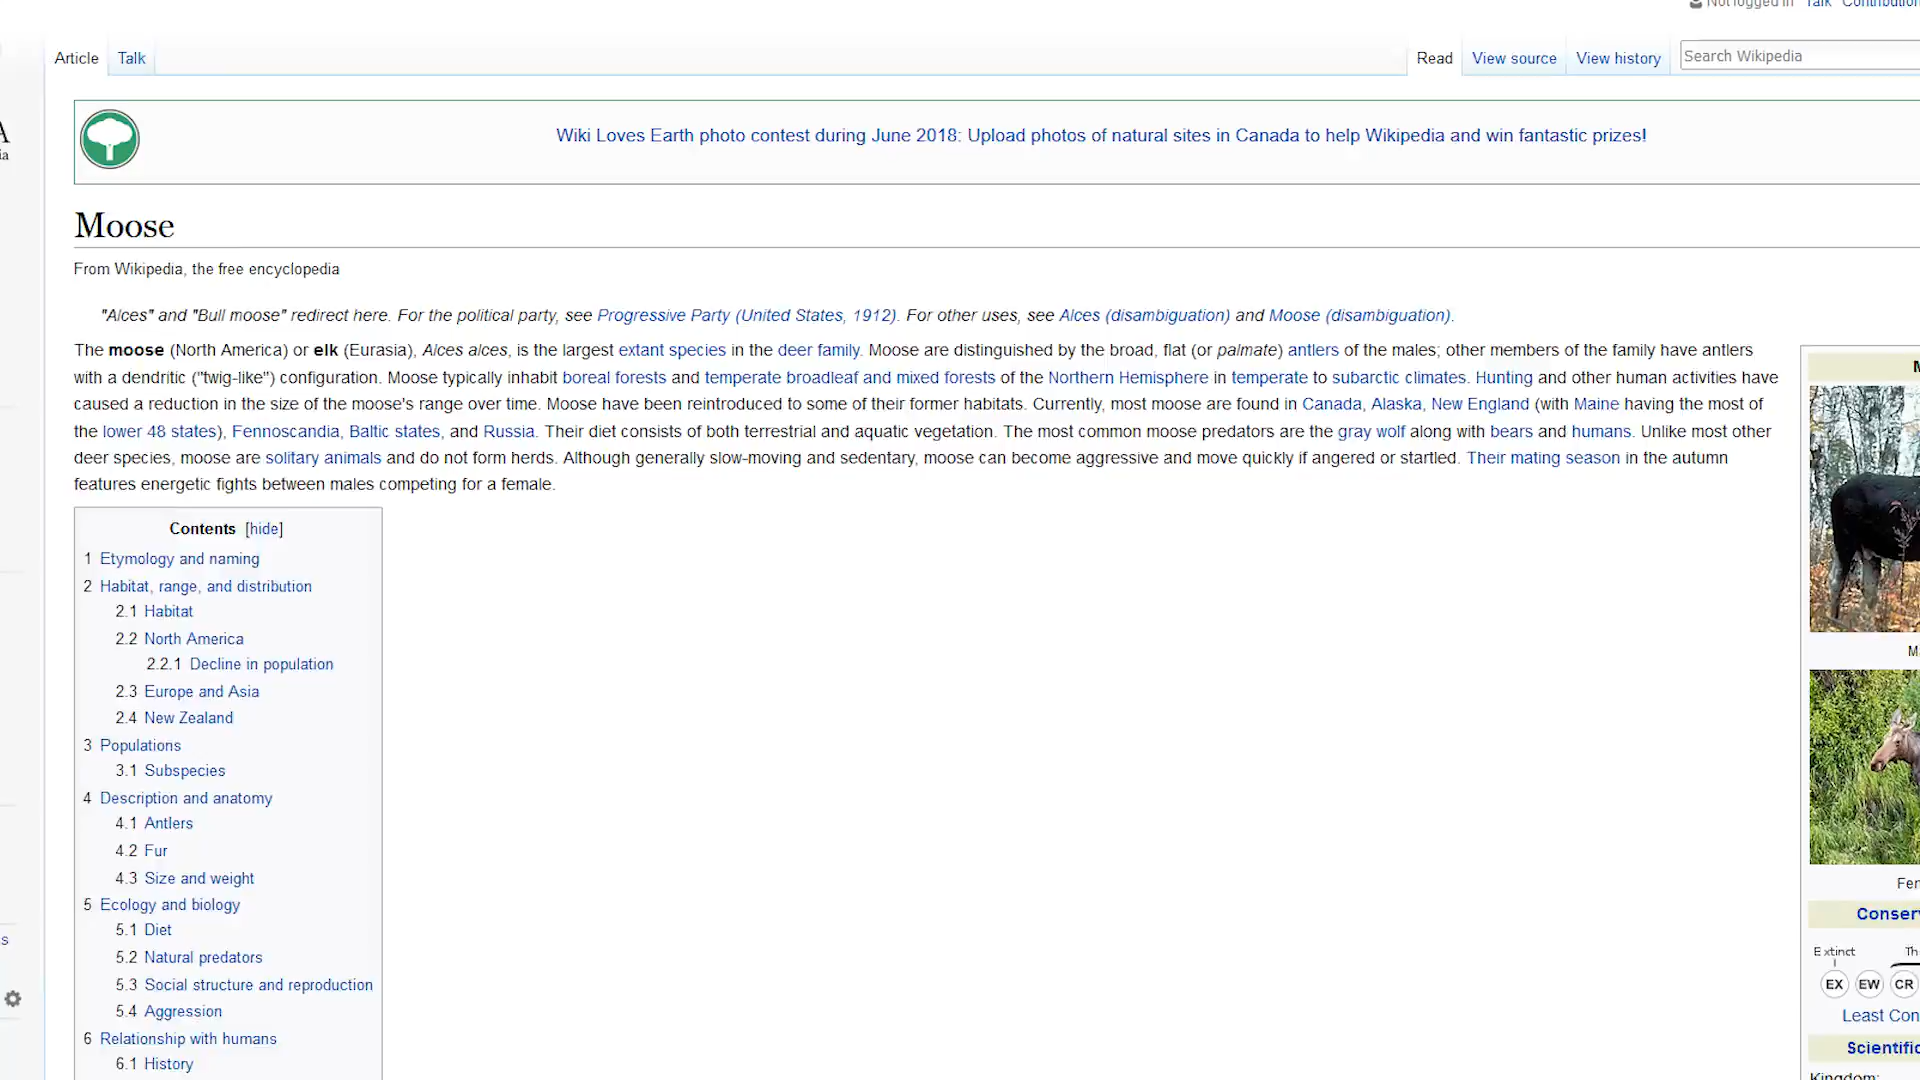 Not logged in Talk
Article Talk Read View source View history Search Wikipedia
Wiki Loves Earth photo contest during June 2018: Upload photos of natural sites in Canada to help Wikipedia and win fantastic prizes!
Moose
From Wikipedia, the free encyclopedia
"Alces" and "Bull moose" redirect here. For the political party, see Progressive Party (United States, 1912). For other uses, see Alces (disambiguation) and Moose (disambiguation).
The moose (North America) or elk (Eurasia), Alces alces, is the largest extant species in the deer family. Moose are distinguished by the broad, flat (or palmate) antlers of the males; other members of the family have antlers
with a dendritic ("twig-like") configuration. Moose typically inhabit boreal forests and temperate broadleaf and mixed forests of the Northern Hemisphere in temperate to subarctic climates. Hunting and other human activities have
caused a reduction in the size of the moose's range over time. Moose have been reintroduced to some of their former habitats. Currently, most moose are found in Canada, Alaska, New England (with Maine having the most of
the lower 48 states), Fennoscandia, Baltic states, and Russia. Their diet consists of both terrestrial and aquatic vegetation. The most common moose predators are the gray wolf along with bears and humans. Unlike most other
deer species, moose are solitary animals and do not form herds. Although generally slow-moving and sedentary, moose can become aggressive and move quickly if angered or startled. Their mating season in the autumn
features energetic fights between males competing for a female.
Contents [hide]
1 Etymology and naming
2 Habitat, range, and distribution
2.1 Habitat
2.2 North America
2.2.1 Decline in population
2.3 Europe and Asia
2.4 New Zealand
3 Populations
3.1 Subspecies
4 Description and anatomy
4.1 Antlers
4.2 Fur
4.3 Size and weight
5 Ecology and biology
5.1 Diet
5.2 Natural predators
5.3 Social structure and reproduction
5.4 Aggression
6 Relationship with humans
6.1 History
Extinct
EX EW CR
Least
Kingdom: